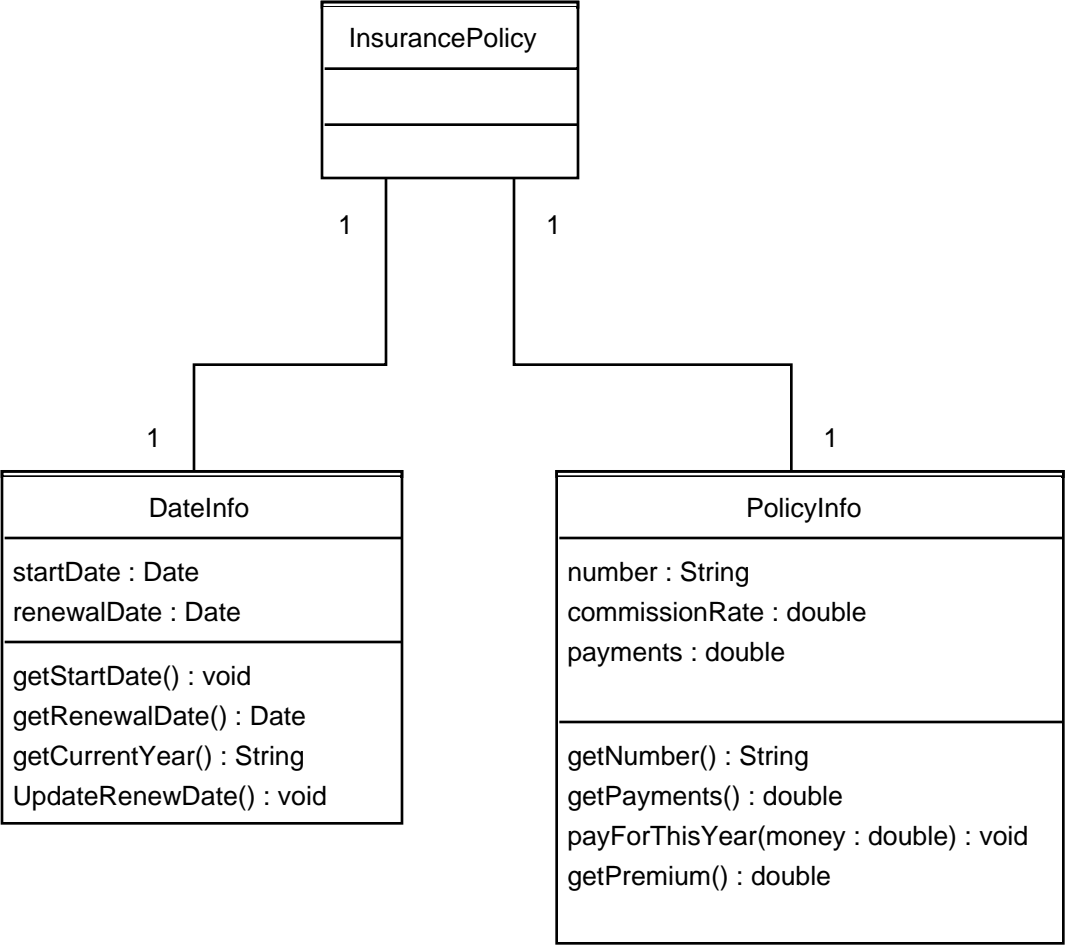 InsurancePolicy
1
1
1
1
DateInfo
startDate : Date
renewalDate : Date
getStartDate() : void
getRenewalDate() : Date
getCurrentYear() : String
UpdateRenewDate() : void
PolicyInfo
number : String
commissionRate : double
payments : double
getNumber() : String
getPayments() : double
payForThisYear(money : double) : void
getPremium() : double